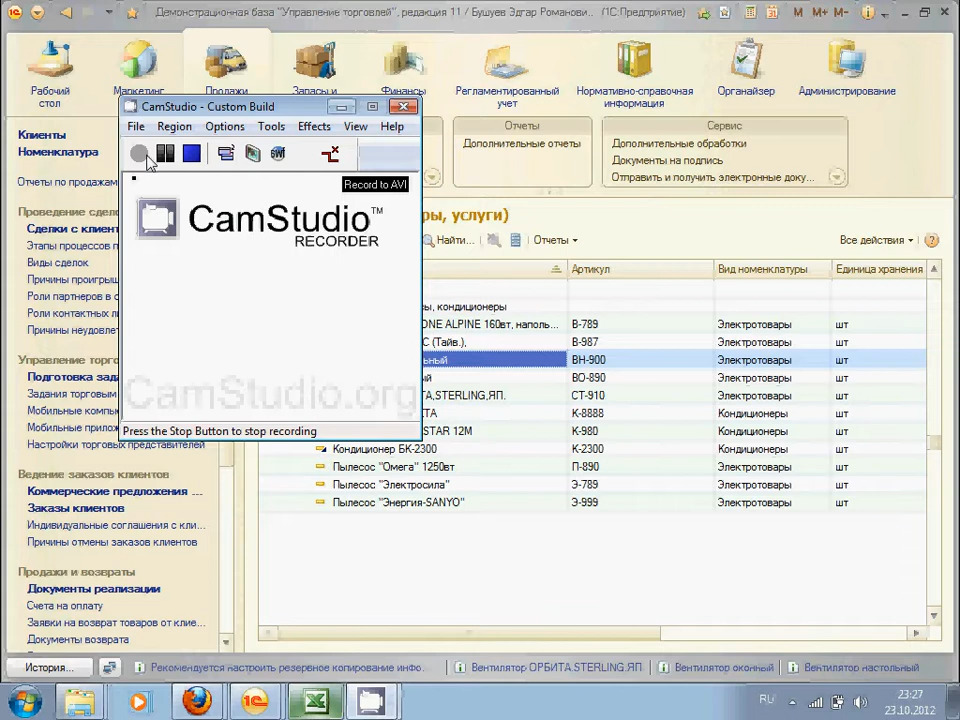 Демонстрационная база "Управление торговлей", редакция 11 / Бушуев Эдгар Романови... /
(1С:Предприятие)
M M+ M-
Рабочий стол
Маркетинг
Продажи
Запасы и
Финансы
Регламентированный учет
Нормативно-справочная информация
Органайзер
Администрирование
CamStudio - Custom Build
File Region Options Tools Effects View Help
Record to AVI
CamStudio™
RECORDER
CamStudio.org
Press the Stop Button to stop recording
Клиенты
Номенклатура
Отчеты по продажам
Проведение сдело
Сделки с клиент
Этапы процессов п
Виды сделок
Причины проигрыш
Роли партнеров в с
Роли контактных л
Причины неудовлет
Управление торго
Подготовка зада
Задания торговым
Мобильные компь
Мобильные прилож
Настройки торговых представителей
Ведение заказов клиентов
Коммерческие предложения ...
Заказы клиентов
Индивидуальные соглашения с кли...
Причины отмены заказов клиентов
Продажи и возвраты
Документы реализации
Счета на оплату
Заявки на возврат товаров от клие...
Документы возврата
Отчеты
Дополнительные отчеты
Сервис
Дополнительные обработки
Документы на подпись
Отправить и получить электронные доку...
ры, услуги)
Найти...
Отчеты
Все действия
Артикул Вид номенклатуры Единица хранения
ы, кондиционеры
ONE ALPINE 160вт, наполь... В-789 Электротовары шт
С (Тайв.), В-987 Электротовары шт
ьный ВН-900 Электротовары шт
ый ВО-890 Электротовары шт
ИТА,STERLING,ЯП. СТ-910 Электротовары шт
ТА К-8888 Кондиционеры шт
STAR 12М К-980 Кондиционеры шт
Кондиционер БК-2300 К-2300 Кондиционеры шт
Пылесос "Омега" 1250вт П-890 Электротовары шт
Пылесос "Электросила" Э-789 Электротовары шт
Пылесос "Энергия-SANYO" Э-999 Электротовары шт
История...
Рекомендуется настроить резервное копирование инфо.
Вентилятор ОРБИТА,STERLING,ЯП.
Вентилятор оконный
Вентилятор настольный
RU
23:27
23.10.2012